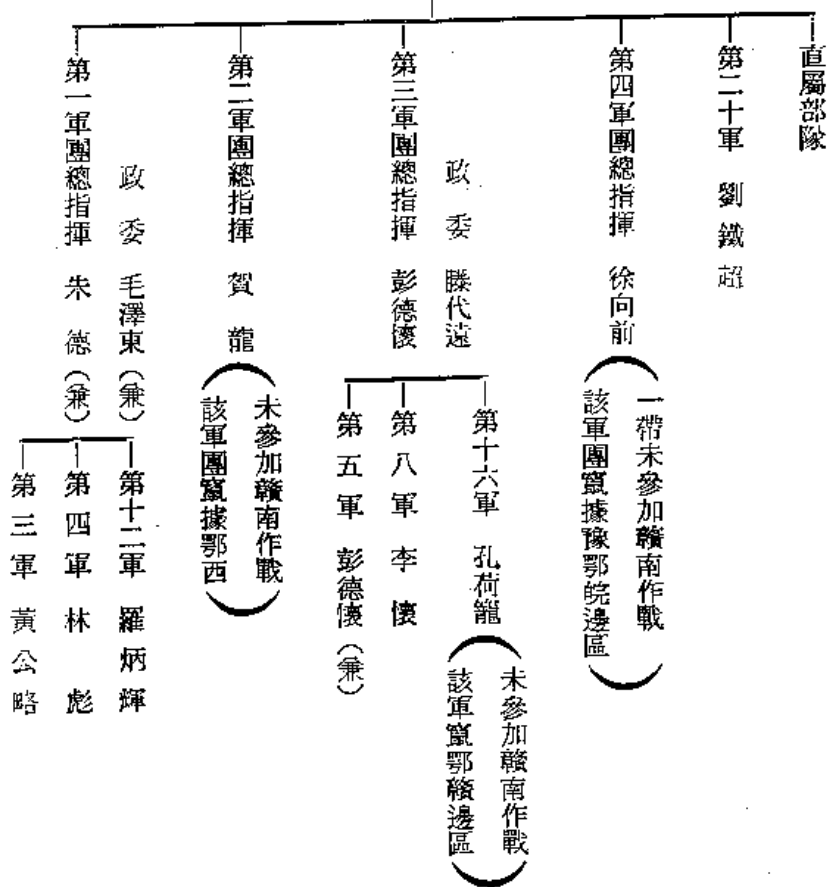 第一軍團總指揮 朱 德（兼）
政 委 毛澤東（兼）
第三軍 黃公略
第四軍 林 彪
第十二軍 羅炳輝
第二軍團總指揮 賀 龍
該軍團竄據鄂西
未參加贛南作戰
第三軍團總指揮 彭德懷
政 委 滕代遠
第五軍 彭德懷（兼）
第八軍 李 懷
第十六軍 孔荷籠
該軍竄鄂贛邊區
未參加贛南作戰
第四軍團總指揮 徐向前
該軍團竄據豫鄂皖邊區
一帶未參加贛南作戰
第二十軍 劉鐵超
直屬部隊